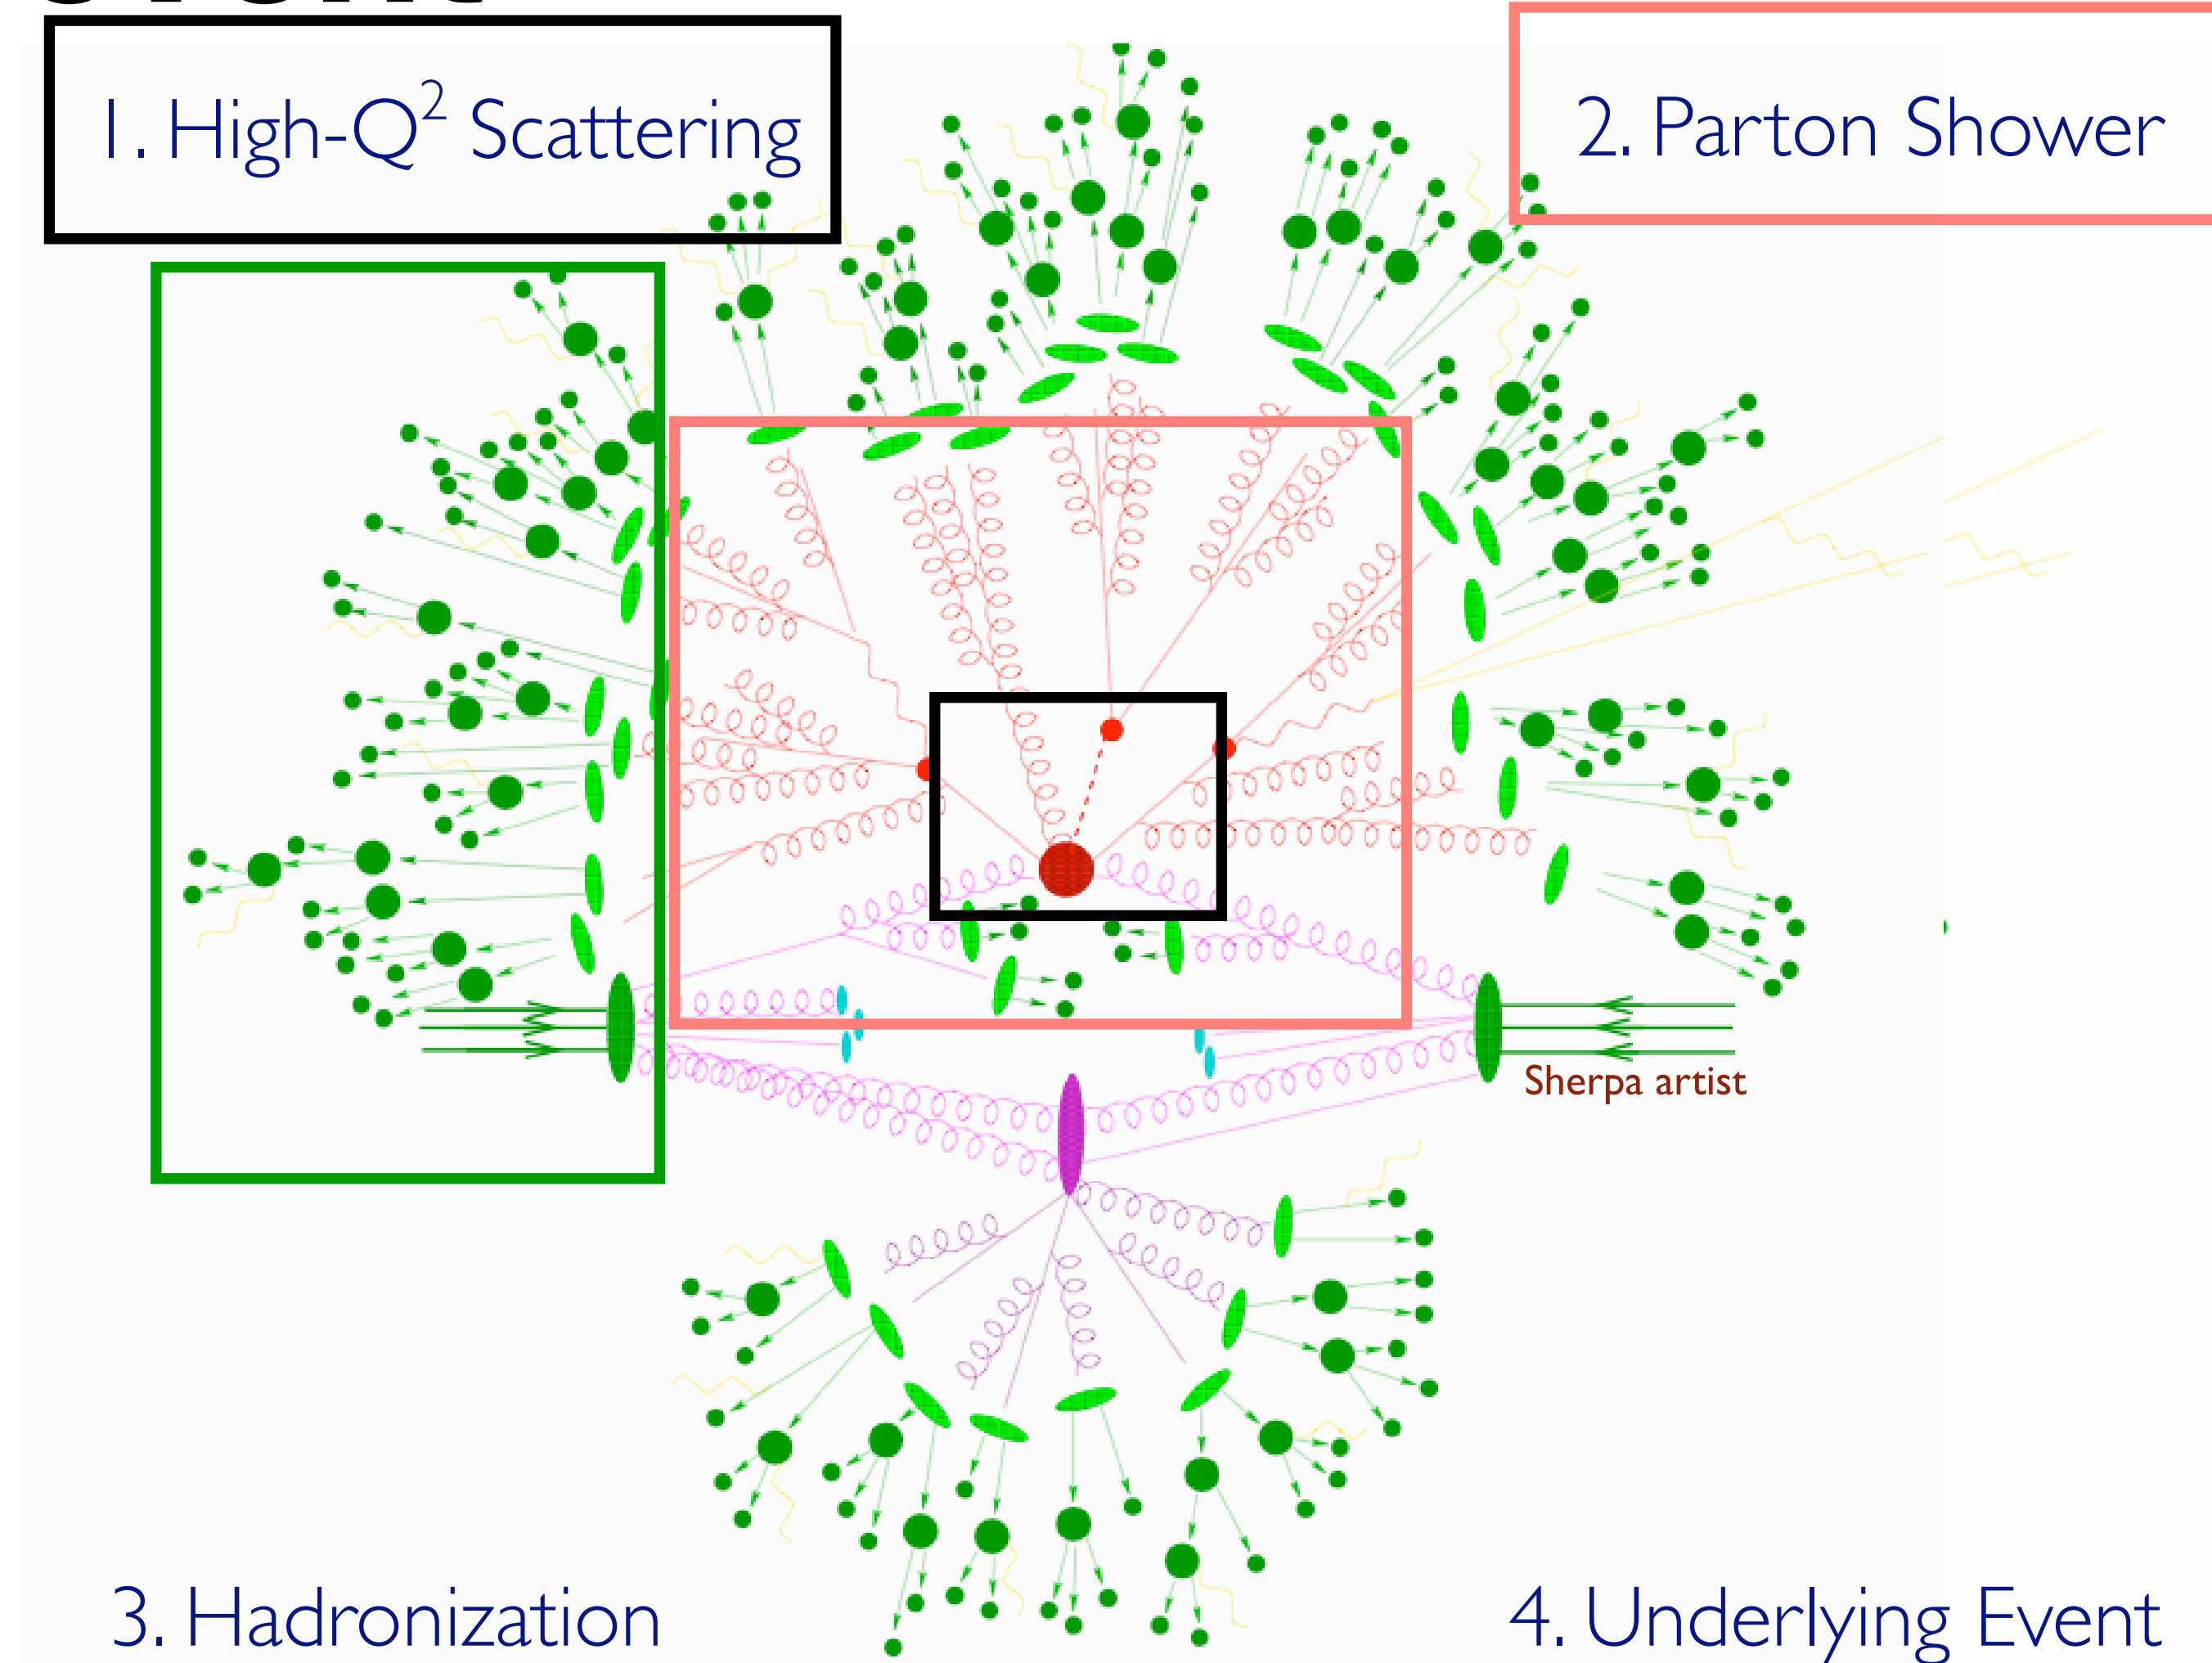 1. High-Q² Scattering
2. Parton Shower
Sherpa artist
3. Hadronization
4. Underlying Event